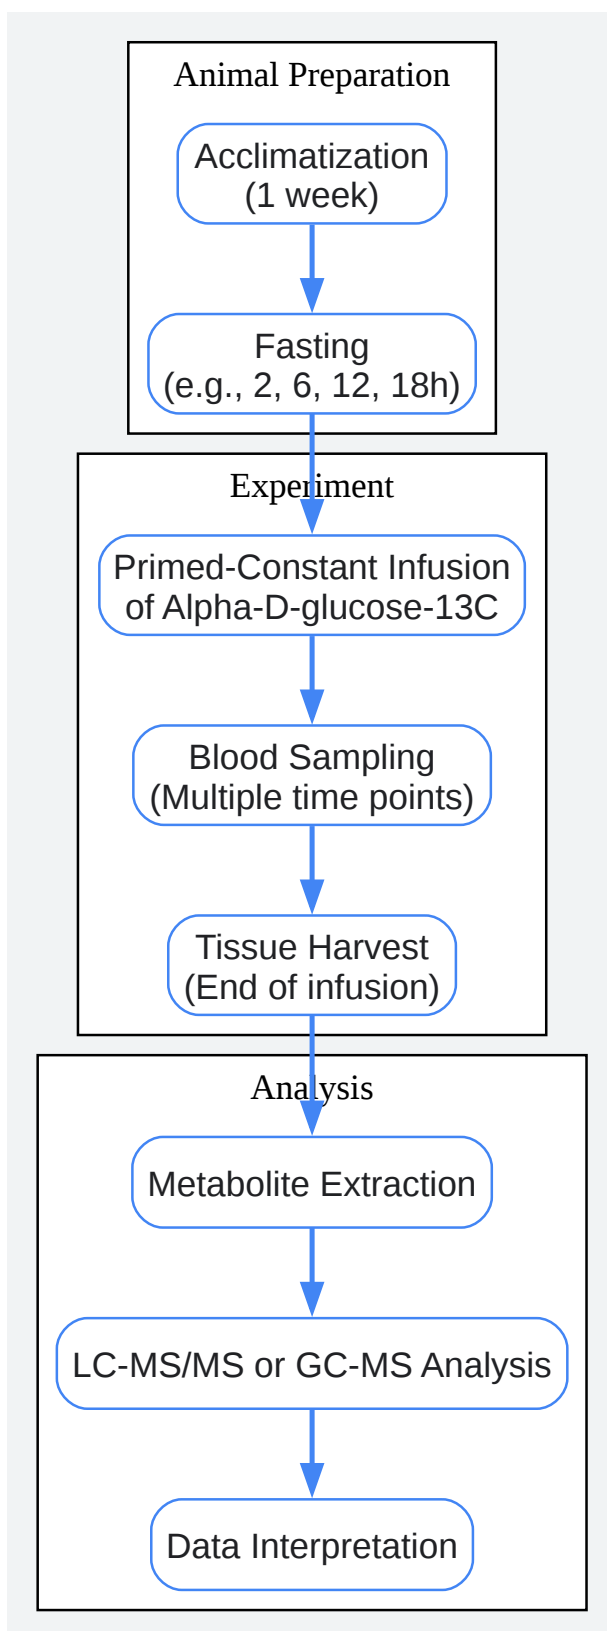 Animal Preparation
Acclimatization
(1 week)
Fasting
(e.g., 2, 6, 12, 18h)
Experiment
Primed-Constant Infusion
of Alpha-D-glucose-13C
Blood Sampling
(Multiple time points)
Tissue Harvest
(End of infusion)
Analysis
Metabolite Extraction
LC-MS/MS or GC-MS Analysis
Data Interpretation